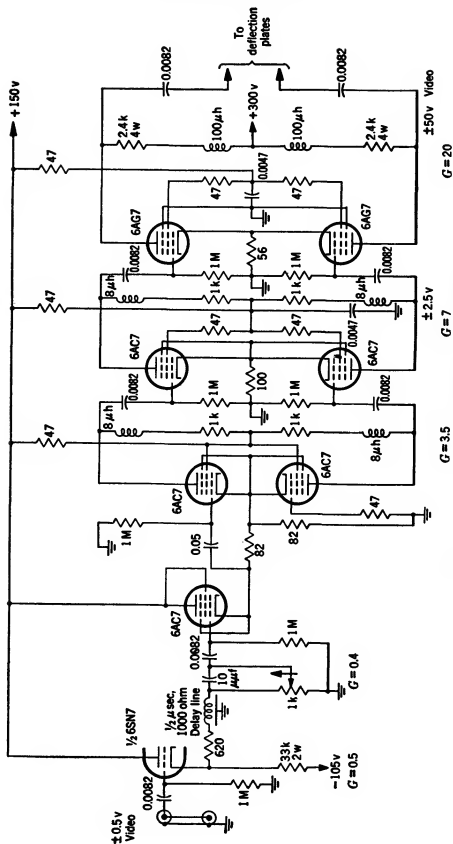 +150v
±0.5v
Video
0.0082
1M
½ 6SN7
620
33k
2w
−105v
G=0.5
½ μsec,
1000 ohm
Delay line
10
μμf
0.0082
1k
1M
G=0.4
6AC7
0.05
82
1M
6AC7
6AC7
82
47
47
8μh
1k
1k
8μh
G=3.5
0.0082
1M
1M
0.0082
100
6AC7
6AC7
47
47
47
8μh
1k
1k
8μh
0.0047
±2.5v
G=7
0.0082
1M
1M
0.0082
56
6AG7
6AG7
47
47
47
0.0047
2.4k
4w
100μh
+300v
100μh
2.4k
4w
0.0082
To
deflection
plates
0.0082
±50v Video
G=20